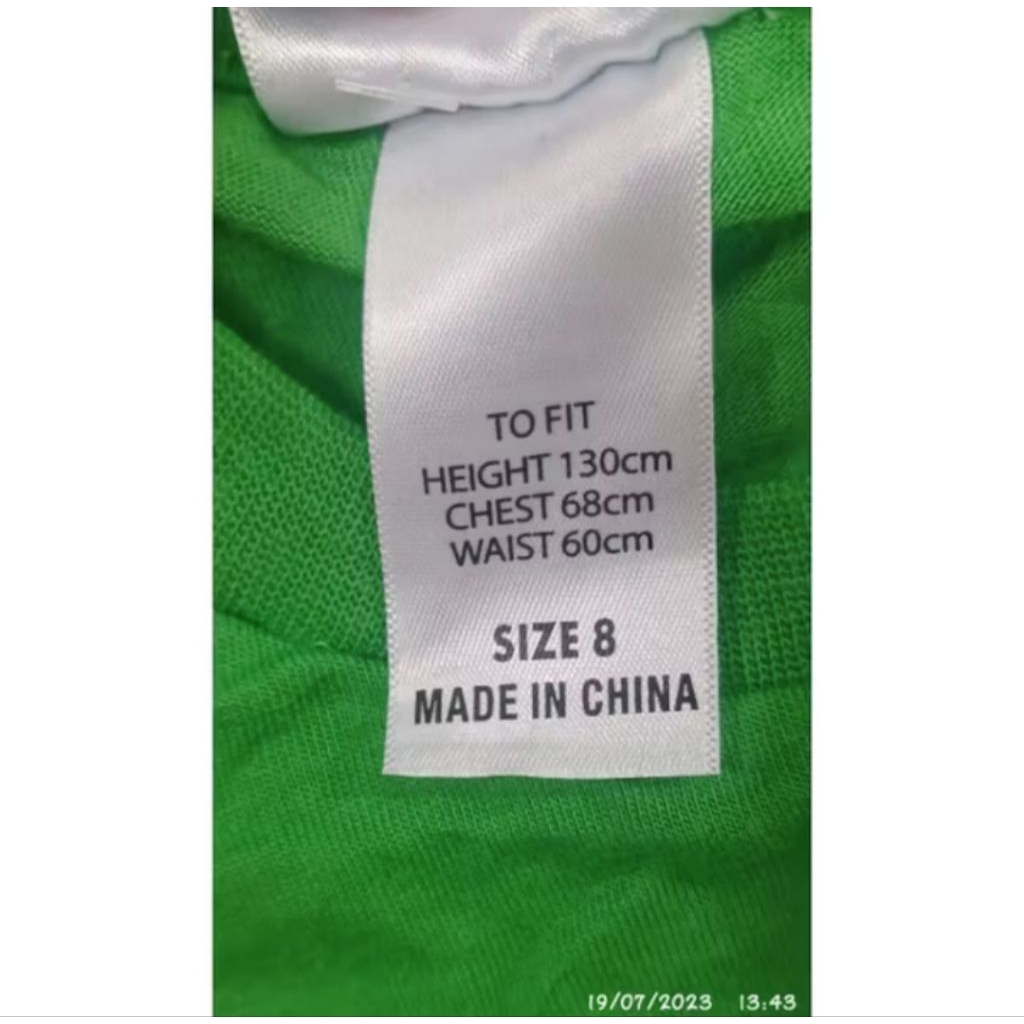 TO FIT
HEIGHT 130cm
CHEST 68cm
WAIST 60cm
SIZE 8
MADE IN CHINA
19/07/2023 13:43